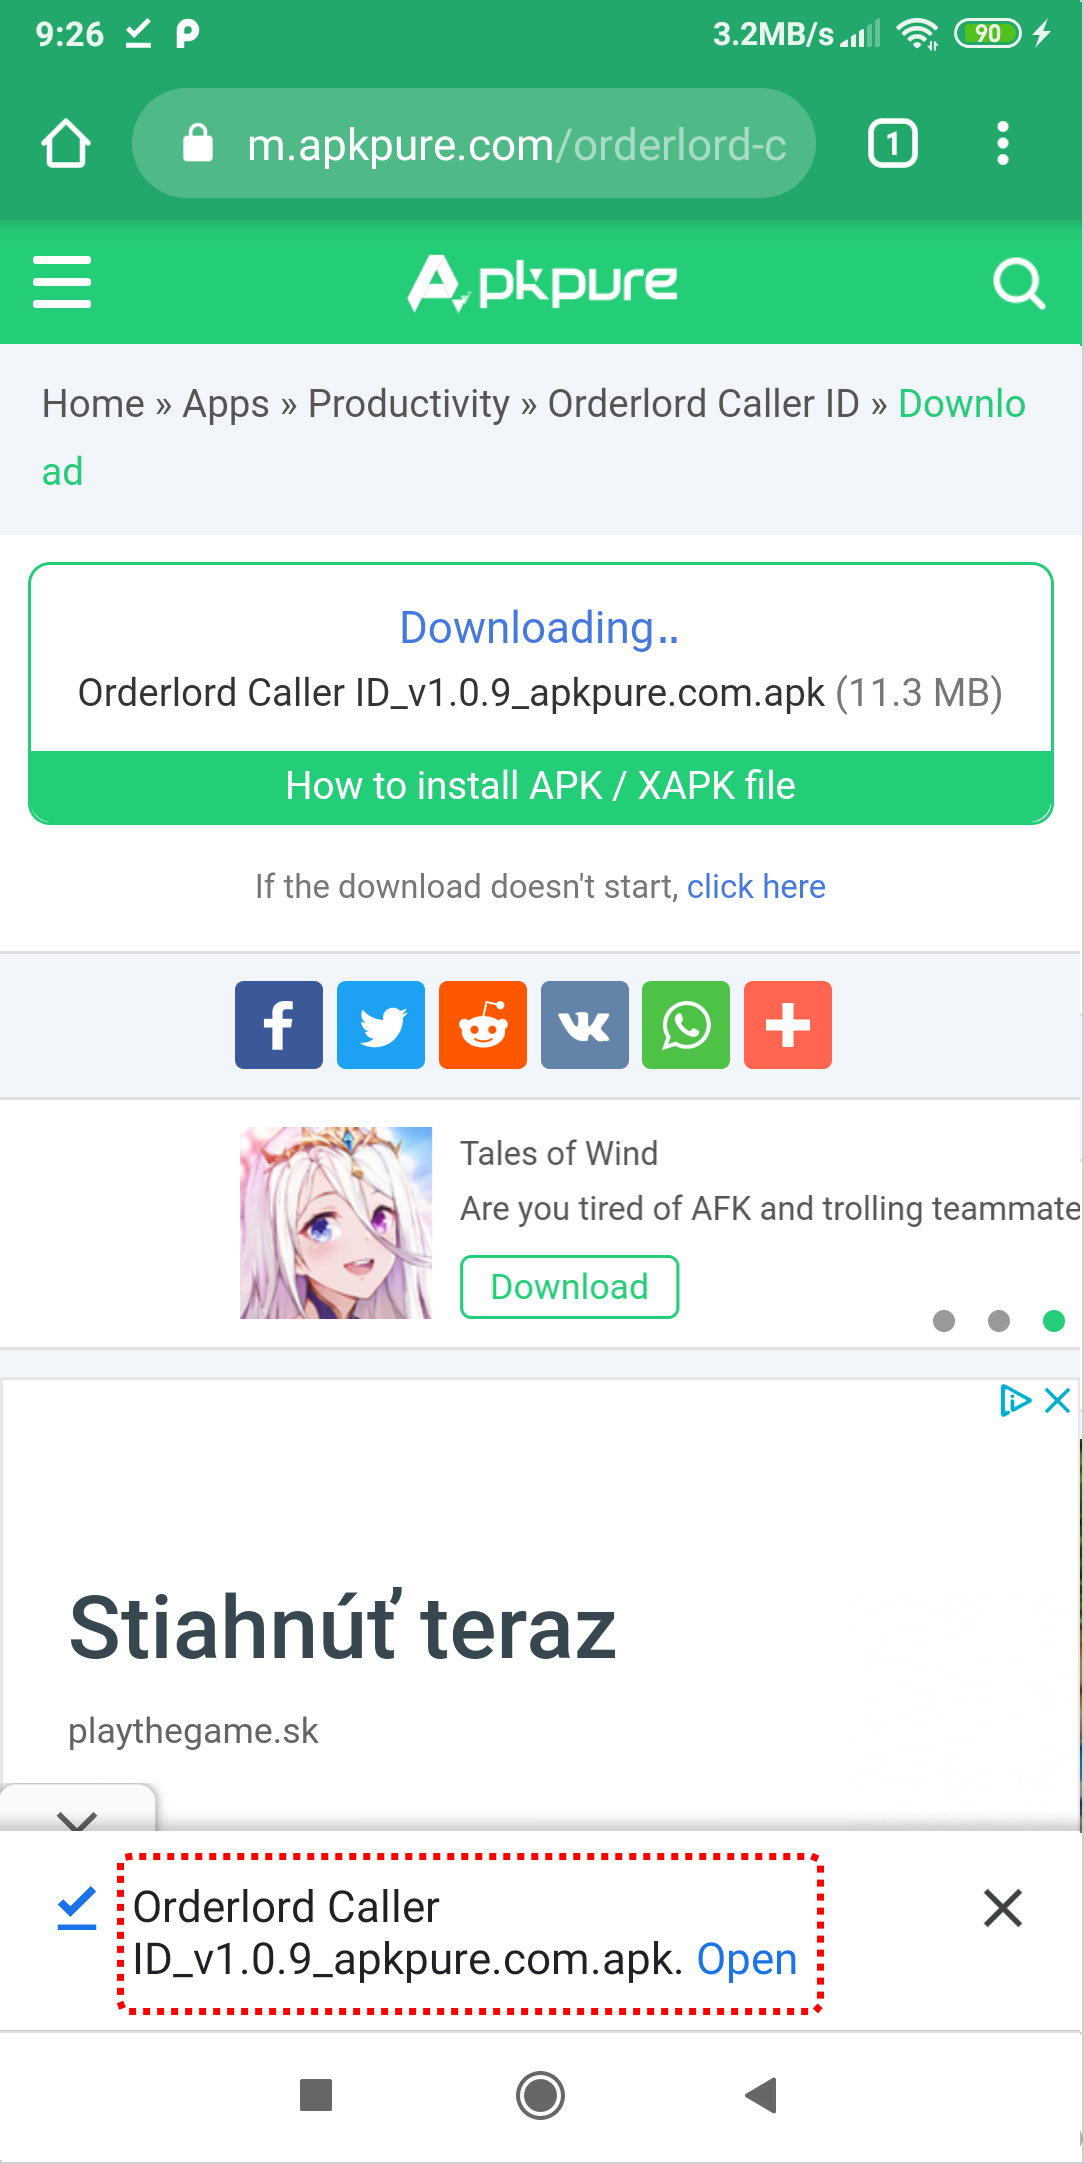 9:26 3.2MB/s 90
m.apkpure.com/orderlord-c 1
Apkpure
Home » Apps » Productivity » Orderlord Caller ID » Downlo
ad
Downloading..
Orderlord Caller ID_v1.0.9_apkpure.com.apk (11.3 MB)
How to install APK / XAPK file
If the download doesn't start, click here
Tales of Wind
Are you tired of AFK and trolling teammate
Download
Stiahnúť teraz
playthegame.sk
Orderlord Caller
ID_v1.0.9_apkpure.com.apk. Open